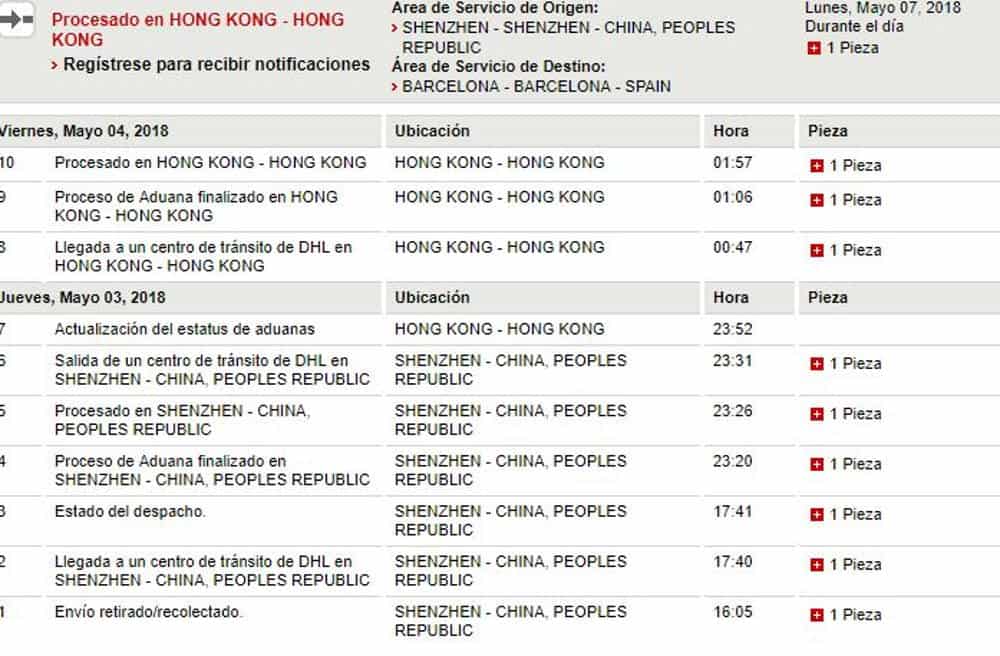 Procesado en HONG KONG - HONG
KONG
Regístrese para recibir notificaciones
Área de Servicio de Origen:
SHENZHEN - SHENZHEN - CHINA, PEOPLES
REPUBLIC
Área de Servicio de Destino:
BARCELONA - BARCELONA - SPAIN
Lunes, Mayo 07, 2018
Durante el día
1 Pieza
Viernes, Mayo 04, 2018 Ubicación Hora Pieza
10 Procesado en HONG KONG - HONG KONG HONG KONG - HONG KONG 01:57 1 Pieza
9 Proceso de Aduana finalizado en HONG HONG KONG - HONG KONG 01:06 1 Pieza
KONG - HONG KONG
8 Llegada a un centro de tránsito de DHL en HONG KONG - HONG KONG 00:47 1 Pieza
HONG KONG - HONG KONG
Jueves, Mayo 03, 2018 Ubicación Hora Pieza
7 Actualización del estatus de aduanas HONG KONG - HONG KONG 23:52
6 Salida de un centro de tránsito de DHL en SHENZHEN - CHINA, PEOPLES 23:31 1 Pieza
SHENZHEN - CHINA, PEOPLES REPUBLIC REPUBLIC
5 Procesado en SHENZHEN - CHINA, SHENZHEN - CHINA, PEOPLES 23:26 1 Pieza
PEOPLES REPUBLIC REPUBLIC
4 Proceso de Aduana finalizado en SHENZHEN - CHINA, PEOPLES 23:20 1 Pieza
SHENZHEN - CHINA, PEOPLES REPUBLIC REPUBLIC
3 Estado del despacho. SHENZHEN - CHINA, PEOPLES 17:41 1 Pieza
REPUBLIC
2 Llegada a un centro de tránsito de DHL en SHENZHEN - CHINA, PEOPLES 17:40 1 Pieza
SHENZHEN - CHINA, PEOPLES REPUBLIC REPUBLIC
1 Envío retirado/recolectado. SHENZHEN - CHINA, PEOPLES 16:05 1 Pieza
REPUBLIC